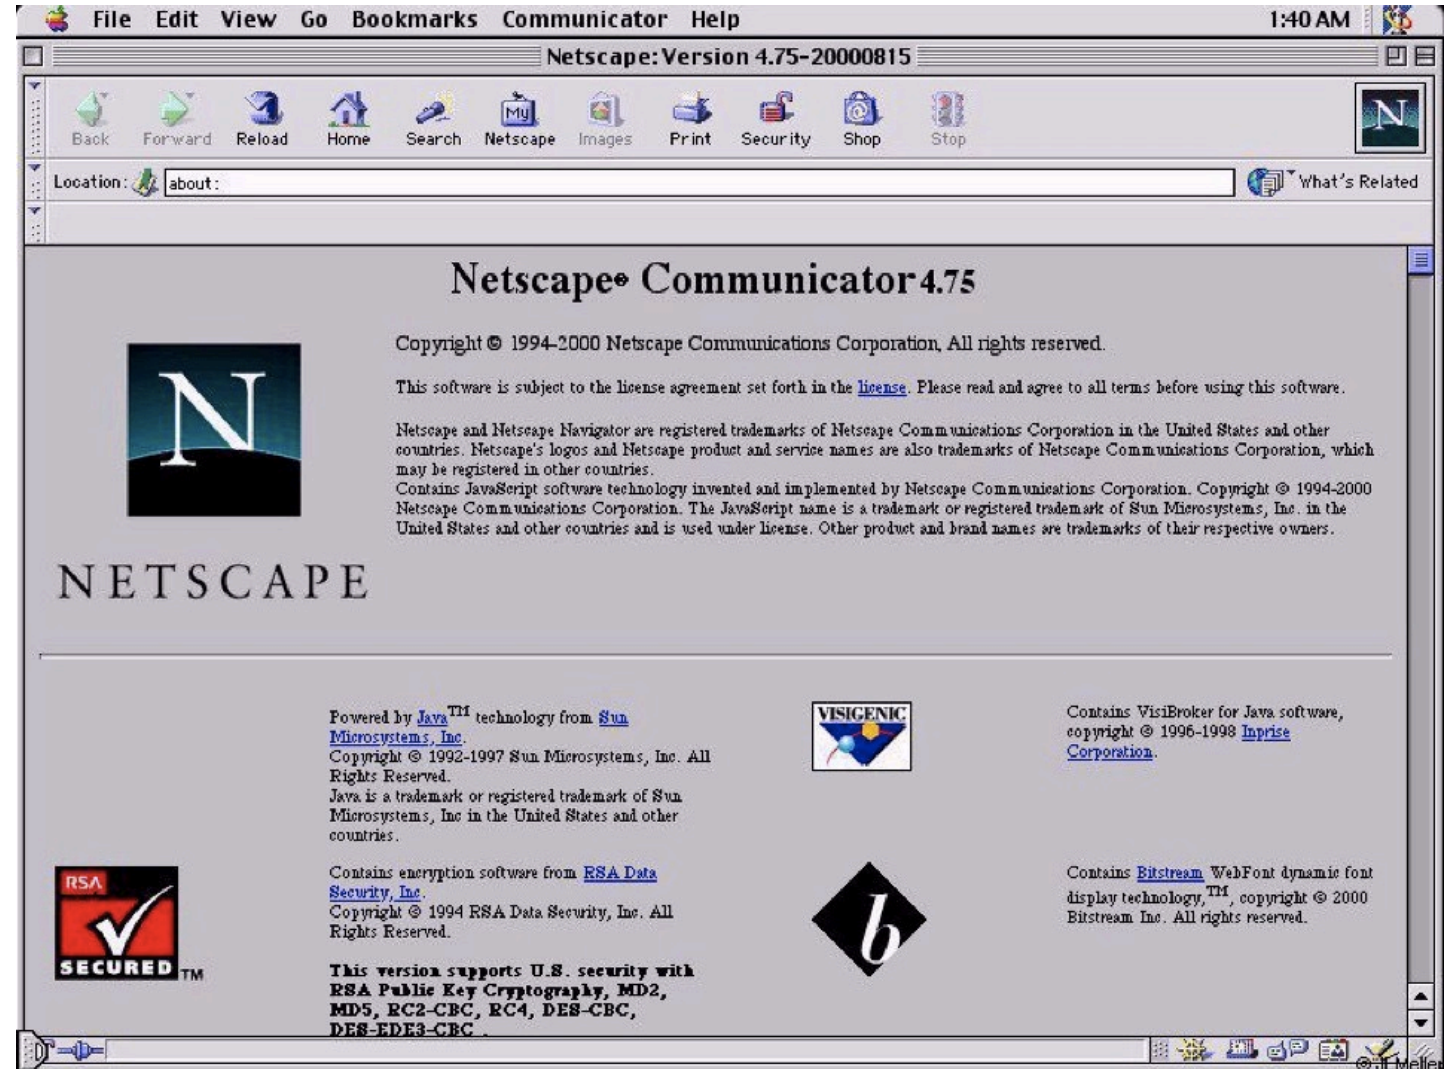 File Edit View Go Bookmarks Communicator Help 1:40 AM
Netscape: Version 4.75-20000815
Back Forward Reload Home Search My Netscape Images Print Security Shop Stop N
Location: about: What's Related
Netscape® Communicator 4.75
Copyright © 1994-2000 Netscape Communications Corporation, All rights reserved.
This software is subject to the license agreement set forth in the license. Please read and agree to all terms before using this software.
Netscape and Netscape Navigator are registered trademarks of Netscape Communications Corporation in the United States and other
countries. Netscape's logos and Netscape product and service names are also trademarks of Netscape Communications Corporation, which
may be registered in other countries.
Contains JavaScript software technology invented and implemented by Netscape Communications Corporation. Copyright © 1994-2000
Netscape Communications Corporation. The JavaScript name is a trademark or registered trademark of Sun Microsystems, Inc. in the
United States and other countries and is used under license. Other product and brand names are trademarks of their respective owners.
N
NETSCAPE
Powered by Java™ technology from Sun
Microsystems, Inc.
Copyright © 1992-1997 Sun Microsystems, Inc. All
Rights Reserved.
Java is a trademark or registered trademark of Sun
Microsystems, Inc in the United States and other
countries.
VISIGENIC
Contains VisiBroker for Java software,
copyright © 1996-1998 Inprise
Corporation.
RSA
SECURED TM
Contains encryption software from RSA Data
Security, Inc.
Copyright © 1994 RSA Data Security, Inc. All
Rights Reserved.
This version supports U.S. security with
RSA Public Key Cryptography, MD2,
MD5, RC2-CBC, RC4, DES-CBC,
DES-EDE3-CBC .
b
Contains Bitstream WebFont dynamic font
display technology,™, copyright © 2000
Bitstream Inc. All rights reserved.